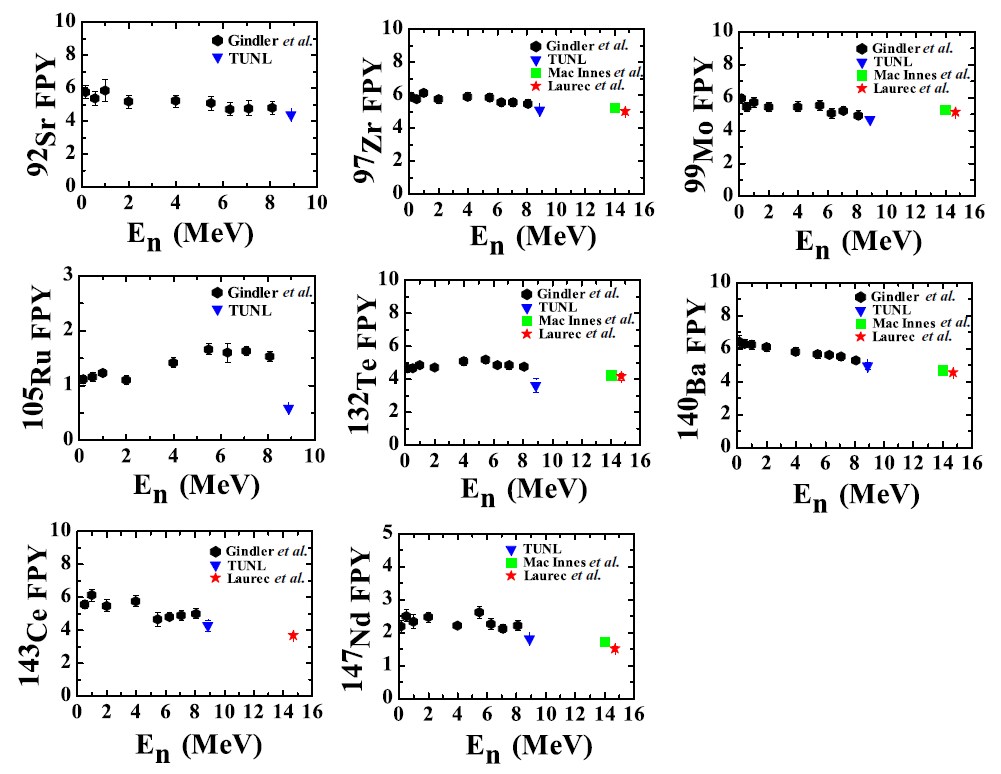 92Sr FPY
10
8
6
4
2
0
Gindler et al.
TUNL
0 2 4 6 8 10
En (MeV)
97Zr FPY
10
8
6
4
2
0
Gindler et al.
TUNL
Mac Innes et al.
Laurec et al.
0 2 4 6 8 10 12 14 16
En (MeV)
99Mo FPY
10
8
6
4
2
0
Gindler et al.
TUNL
Mac Innes et al.
Laurec et al.
0 2 4 6 8 10 12 14 16
En (MeV)
105Ru FPY
3
2
1
0
Gindler et al.
TUNL
0 2 4 6 8 10
En (MeV)
132Te FPY
10
8
6
4
2
0
Gindler et al.
TUNL
Mac Innes et al.
Laurec et al.
0 2 4 6 8 10 12 14 16
En (MeV)
140Ba FPY
10
8
6
4
2
0
Gindler et al.
TUNL
Mac Innes et al.
Laurec et al.
0 2 4 6 8 10 12 14 16
En (MeV)
143Ce FPY
10
8
6
4
2
0
Gindler et al.
TUNL
Laurec et al.
0 2 4 6 8 10 12 14 16
En (MeV)
147Nd FPY
5
4
3
2
1
0
TUNL
Mac Innes et al.
Laurec et al.
0 2 4 6 8 10 12 14 16
En (MeV)